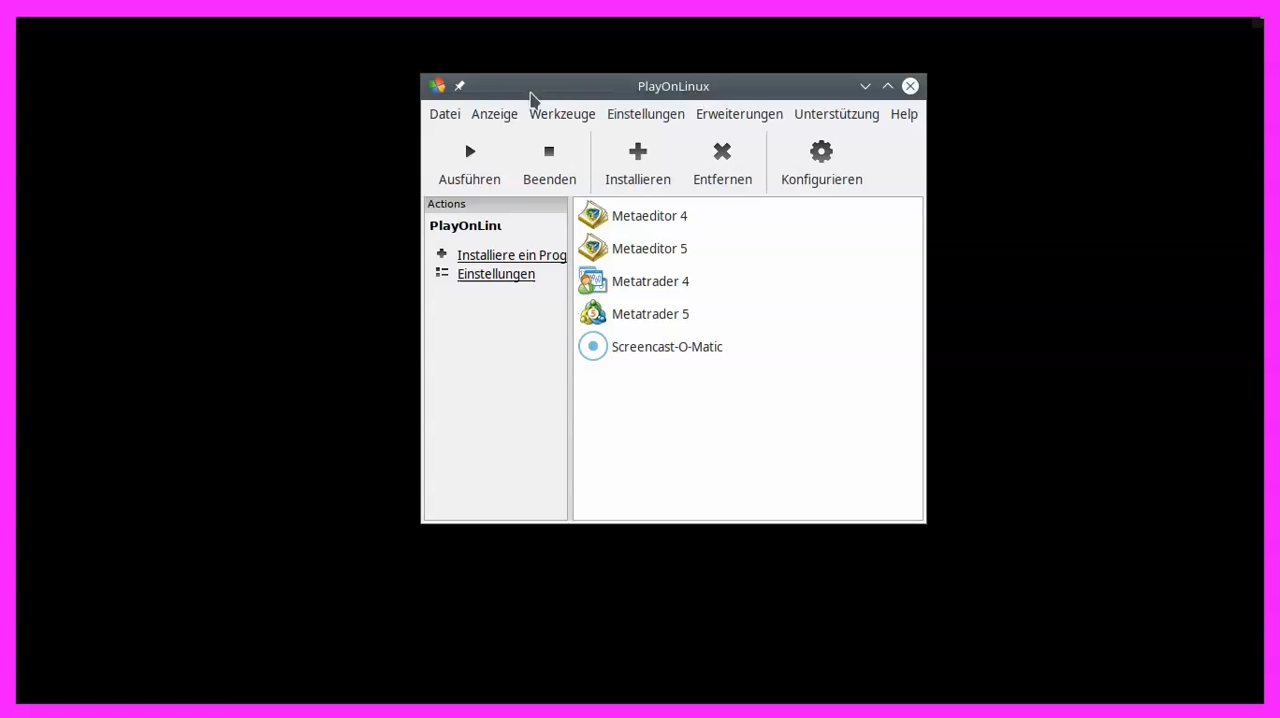 PlayOnLinux
Datei Anzeige Werkzeuge Einstellungen Erweiterungen Unterstützung Help
Ausführen Beenden Installieren Entfernen Konfigurieren
Actions
PlayOnLinu
Installiere ein Prog
Einstellungen
Metaeditor 4
Metaeditor 5
Metatrader 4
Metatrader 5
Screencast-O-Matic